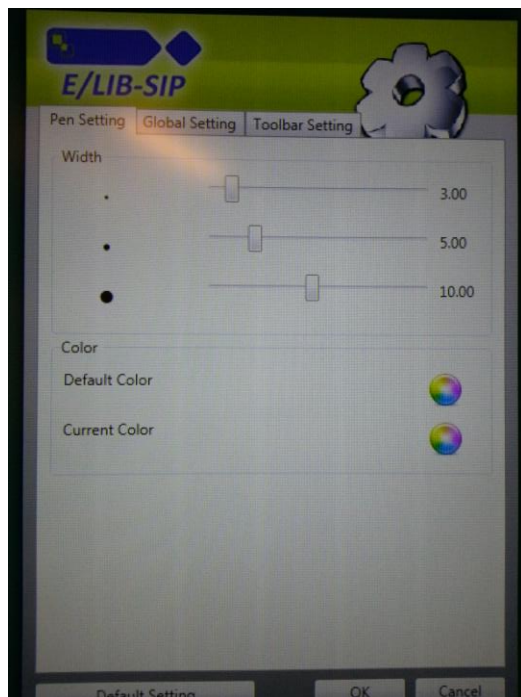 E/LIB-SIP
Pen Setting Global Setting Toolbar Setting
Width
3.00
5.00
10.00
Color
Default Color
Current Color
Default Setting OK Cancel